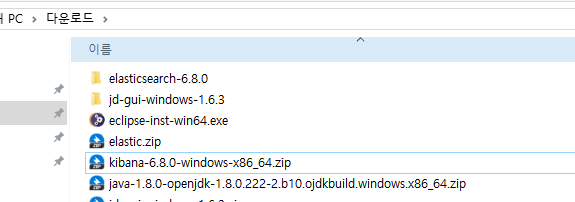 PC > 다운로드 >
이름
elasticsearch-6.8.0
jd-gui-windows-1.6.3
eclipse-inst-win64.exe
elastic.zip
kibana-6.8.0-windows-x86_64.zip
java-1.8.0-openjdk-1.8.0.222-2.b10.ojdkbuild.windows.x86_64.zip